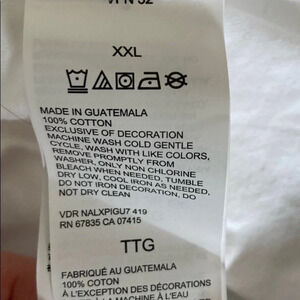 XXL
MADE IN GUATEMALA
100% COTTON
EXCLUSIVE OF DECORATION
MACHINE WASH COLD GENTLE
CYCLE, WASH WITH LIKE COLORS,
REMOVE PROMPTLY FROM
WASHER, ONLY NON CHLORINE
BLEACH WHEN NEEDED, TUMBLE
DRY LOW, COOL IRON AS NEEDED,
DO NOT IRON DECORATION, DO
NOT DRY CLEAN
VDR NALXPIGU7 419
RN 67835 CA 07415
TTG
FABRIQUÉ AU GUATEMALA
100% COTON
À L'EXCEPTION DES DÉCORATIONS
À LA MACHINE À L'EAU